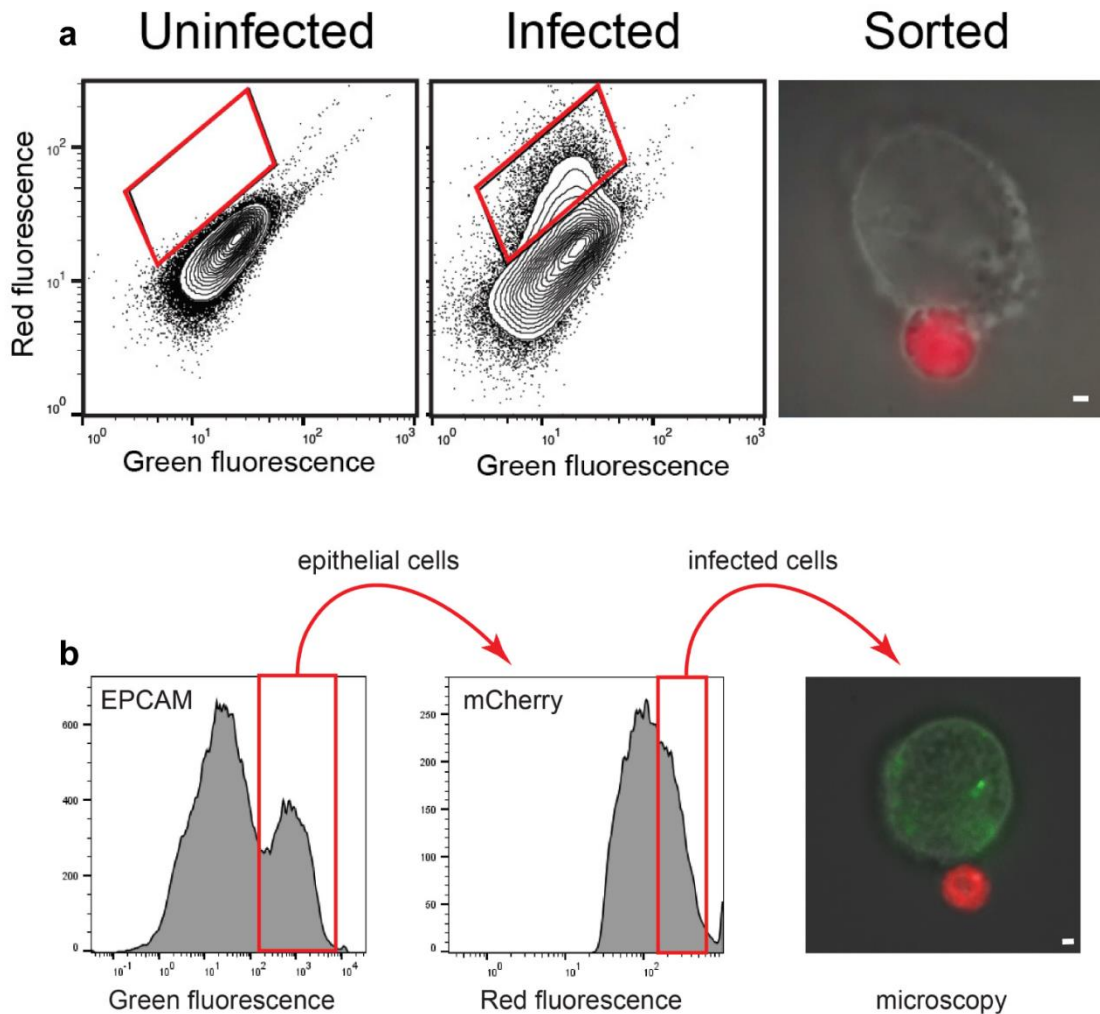 a
Uninfected
Infected
Sorted
Red fluorescence
10²
10¹
10⁰
10⁰ 10¹ 10² 10³
Green fluorescence
10⁰ 10¹ 10² 10³
Green fluorescence
epithelial cells
infected cells
b
EPCAM
600
400
200
0
10⁻¹ 10⁰ 10¹ 10² 10³ 10⁴
Green fluorescence
mCherry
250
200
150
100
50
0
10⁰ 10¹ 10²
Red fluorescence
microscopy